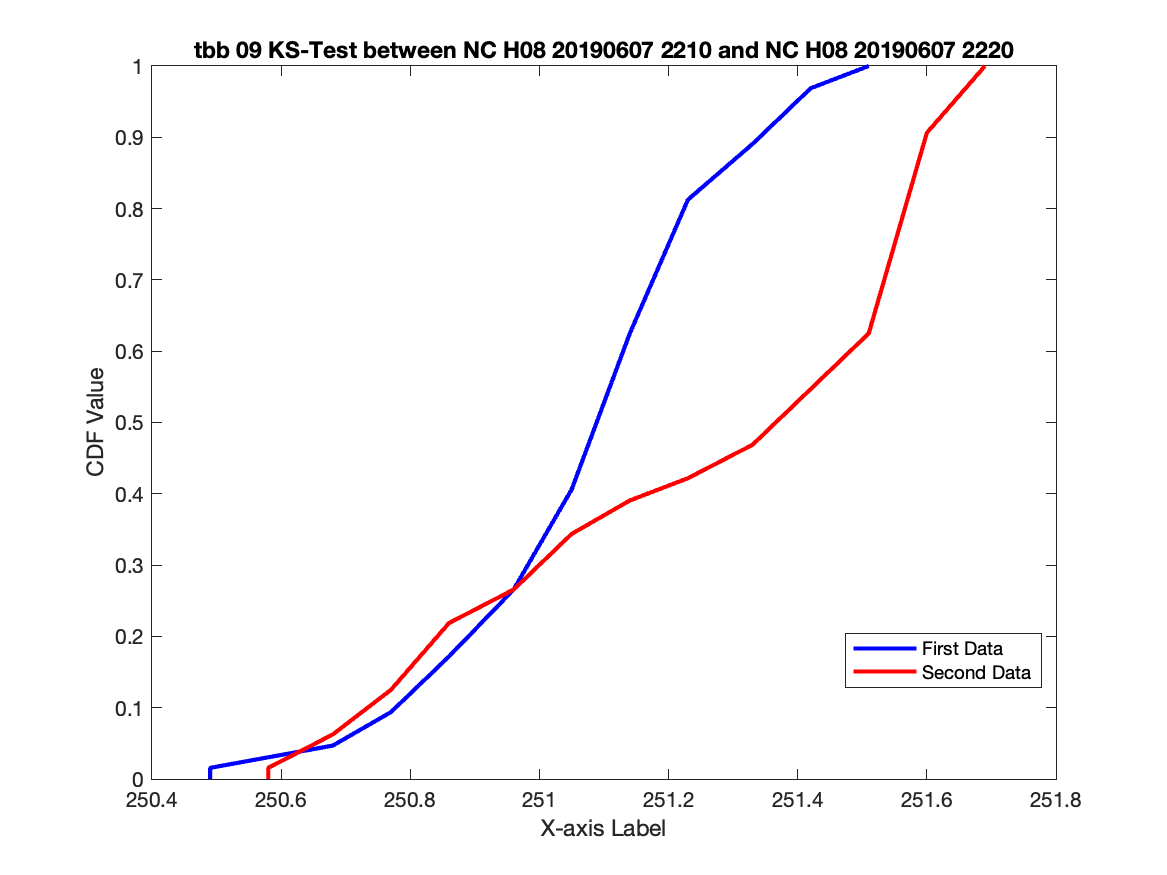 tbb 09 KS-Test between NC H08 20190607 2210 and NC H08 20190607 2220
1
0.9
0.8
0.7
0.6
0.5
0.4
0.3
0.2
0.1
0
CDF Value
First Data
Second Data
250.4 250.6 250.8 251 251.2 251.4 251.6 251.8
X-axis Label